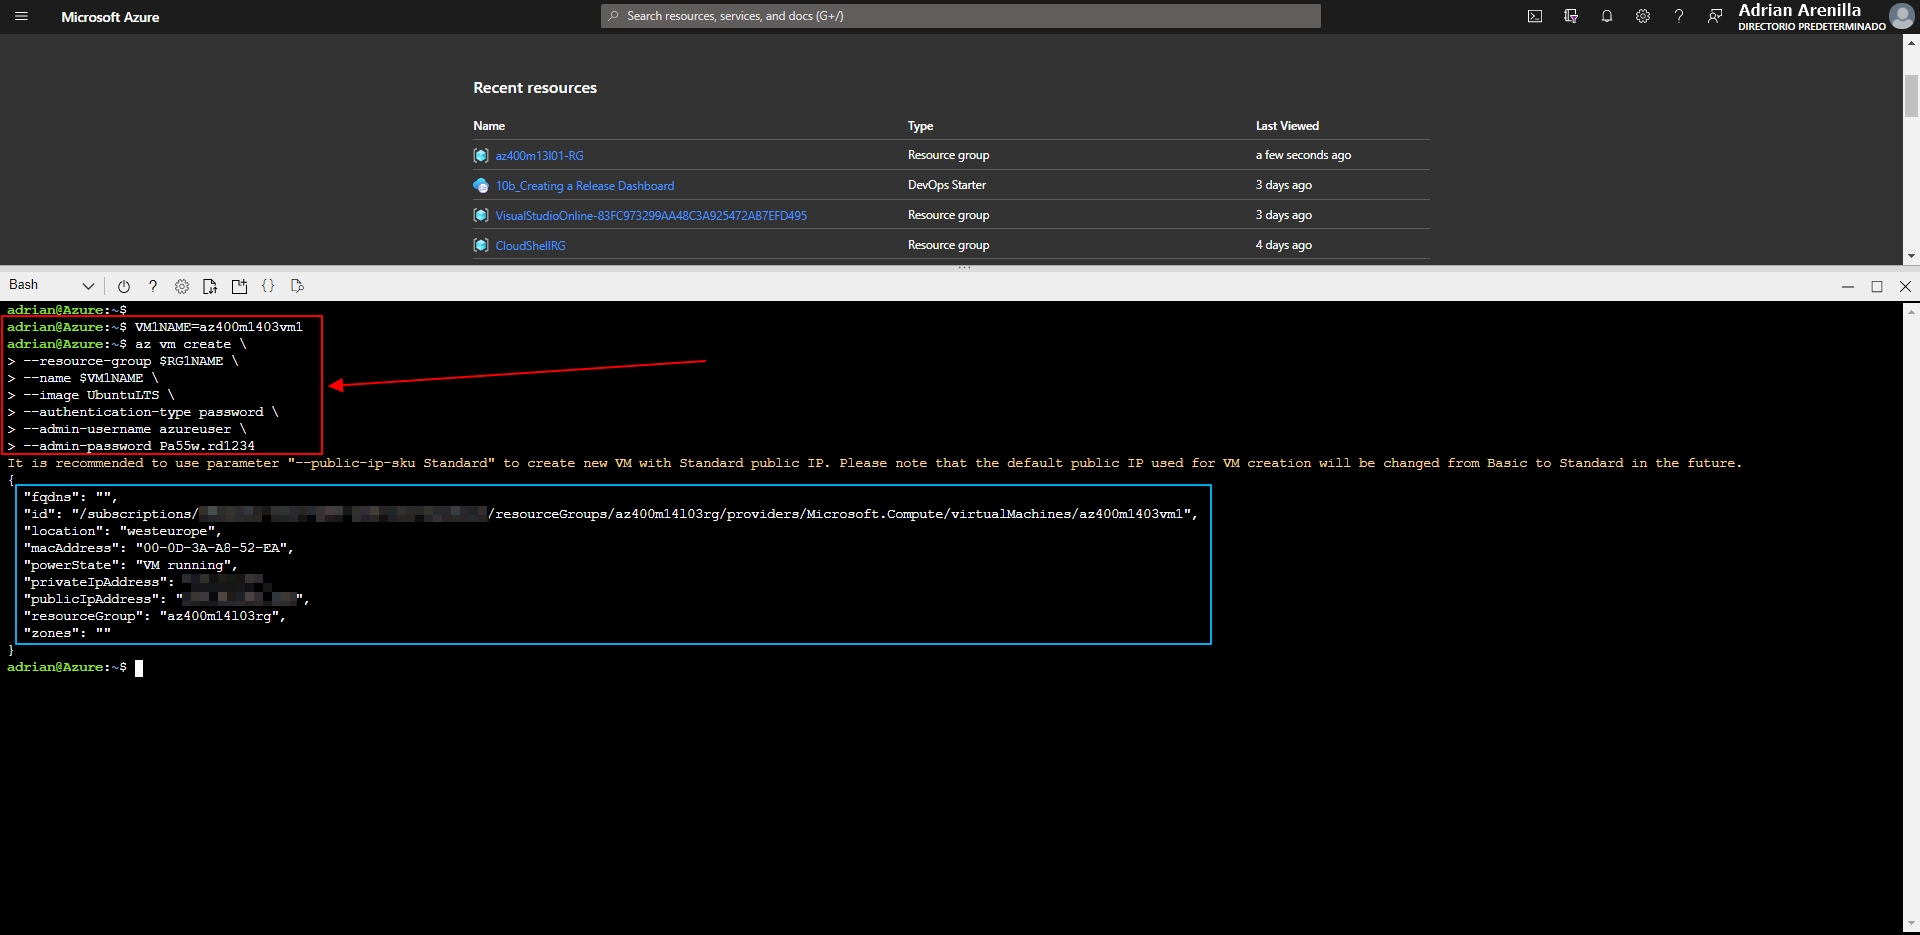 Microsoft Azure
Search resources, services, and docs (G+/)
Adrian Arenilla
DIRECTORIO PREDETERMINADO
Recent resources
Name Type Last Viewed
az400m13l01-RG Resource group a few seconds ago
10b_Creating a Release Dashboard DevOps Starter 3 days ago
VisualStudioOnline-83FC973299AA48C3A925472AB7EFD495 Resource group 3 days ago
CloudShellRG Resource group 4 days ago
Bash
adrian@Azure:~$
adrian@Azure:~$ VM1NAME=az400m1403vm1
adrian@Azure:~$ az vm create \
> --resource-group $RG1NAME \
> --name $VM1NAME \
> --image UbuntuLTS \
> --authentication-type password \
> --admin-username azureuser \
> --admin-password Pa55w.rd1234
It is recommended to use parameter "--public-ip-sku Standard" to create new VM with Standard public IP. Please note that the default public IP used for VM creation will be changed from Basic to Standard in the future.
{
"fqdns": "",
"id": "/subscriptions/ /resourceGroups/az400m14l03rg/providers/Microsoft.Compute/virtualMachines/az400m1403vm1",
"location": "westeurope",
"macAddress": "00-0D-3A-A8-52-EA",
"powerState": "VM running",
"privateIpAddress":
"publicIpAddress": " ",
"resourceGroup": "az400m14l03rg",
"zones": ""
}
adrian@Azure:~$